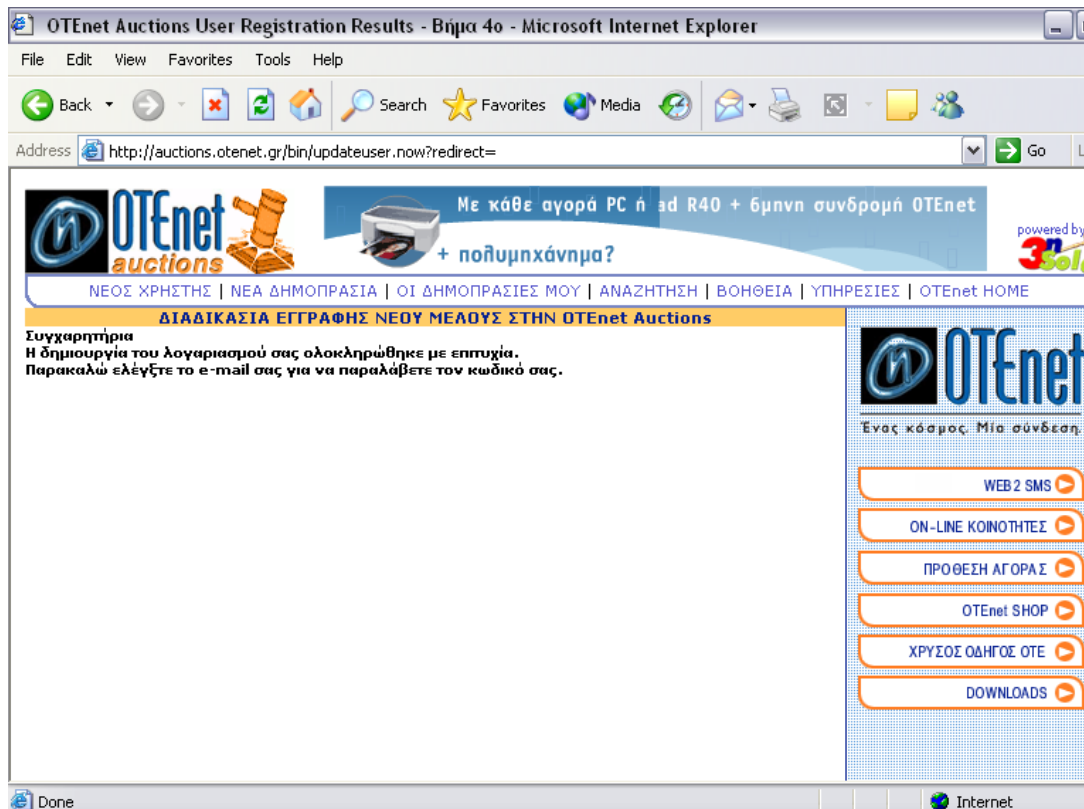 OTEnet Auctions User Registration Results - Βήμα 4ο - Microsoft Internet Explorer
File Edit View Favorites Tools Help
Back Search Favorites Media
Address http://auctions.otenet.gr/bin/updateuser.now?redirect= Go
OTEnet
auctions
Με κάθε αγορά PC ή ad R40 + 6μηνη συνδρομή OTEnet
+ πολυμηχάνημα?
powered by
3n
Sol
ΝΕΟΣ ΧΡΗΣΤΗΣ | ΝΕΑ ΔΗΜΟΠΡΑΣΙΑ | ΟΙ ΔΗΜΟΠΡΑΣΙΕΣ ΜΟΥ | ΑΝΑΖΗΤΗΣΗ | ΒΟΗΘΕΙΑ | ΥΠΗΡΕΣΙΕΣ | OTEnet HOME
ΔΙΑΔΙΚΑΣΙΑ ΕΓΓΡΑΦΗΣ ΝΕΟΥ ΜΕΛΟΥΣ ΣΤΗΝ OTEnet Auctions
Συγχαρητήρια
Η δημιουργία του λογαριασμού σας ολοκληρώθηκε με επιτυχία.
Παρακαλώ ελέγξτε το e-mail σας για να παραλάβετε τον κωδικό σας.
OTEnet
Ένας κόσμος. Μία σύνδεση.
WEB 2 SMS
ON-LINE ΚΟΙΝΟΤΗΤΕΣ
ΠΡΟΘΕΣΗ ΑΓΟΡΑΣ
OTEnet SHOP
ΧΡΥΣΟΣ ΟΔΗΓΟΣ ΟΤΕ
DOWNLOADS
Done Internet